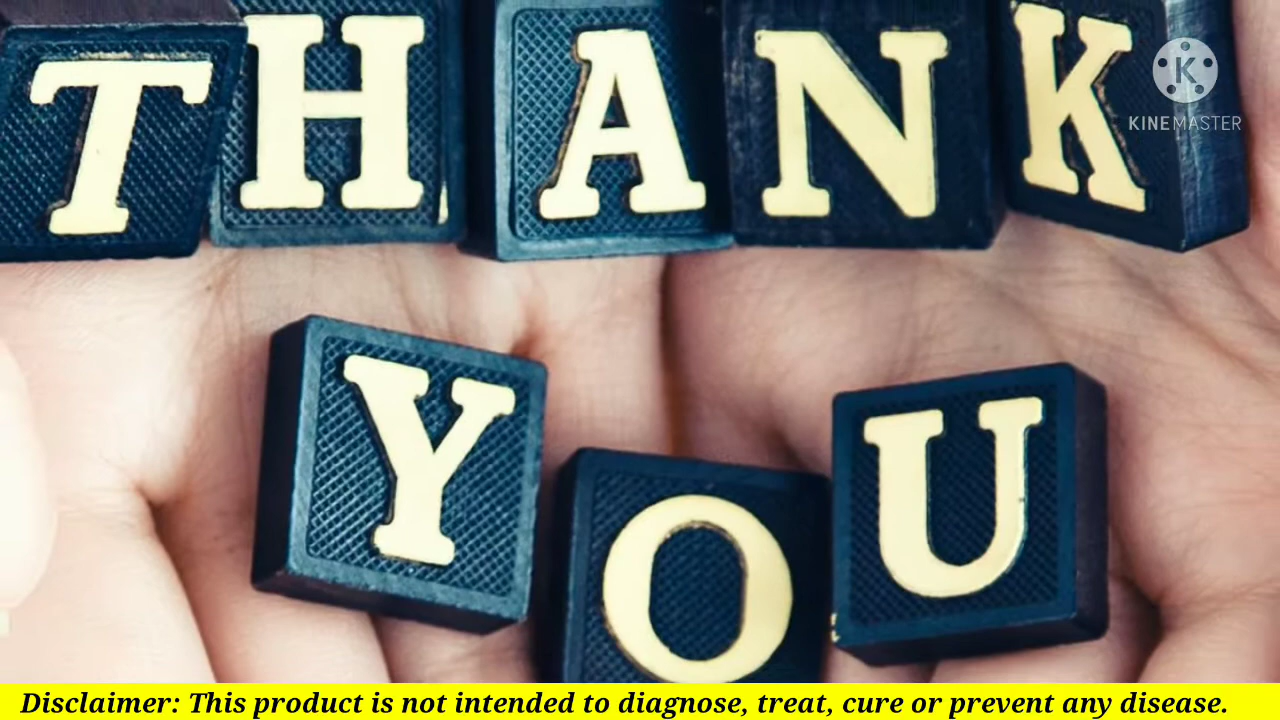 THANK
K
KINEMASTER
YOU
Disclaimer: This product is not intended to diagnose, treat, cure or prevent any disease.